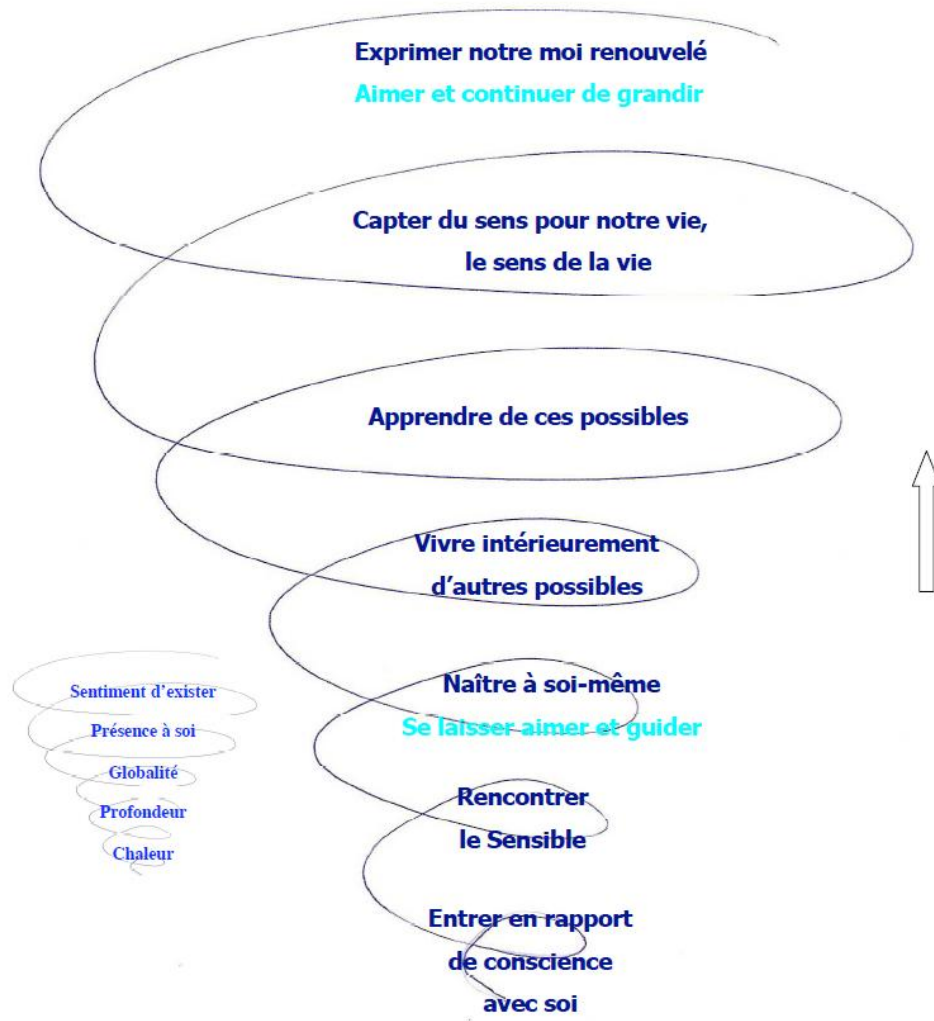 Exprimer notre moi renouvelé
Aimer et continuer de grandir
Capter du sens pour notre vie,
le sens de la vie
Apprendre de ces possibles
Vivre intérieurement
d’autres possibles
Naître à soi-même
Se laisser aimer et guider
Rencontrer
le Sensible
Entrer en rapport
de conscience
avec soi
Sentiment d’exister
Présence à soi
Globalité
Profondeur
Chaleur